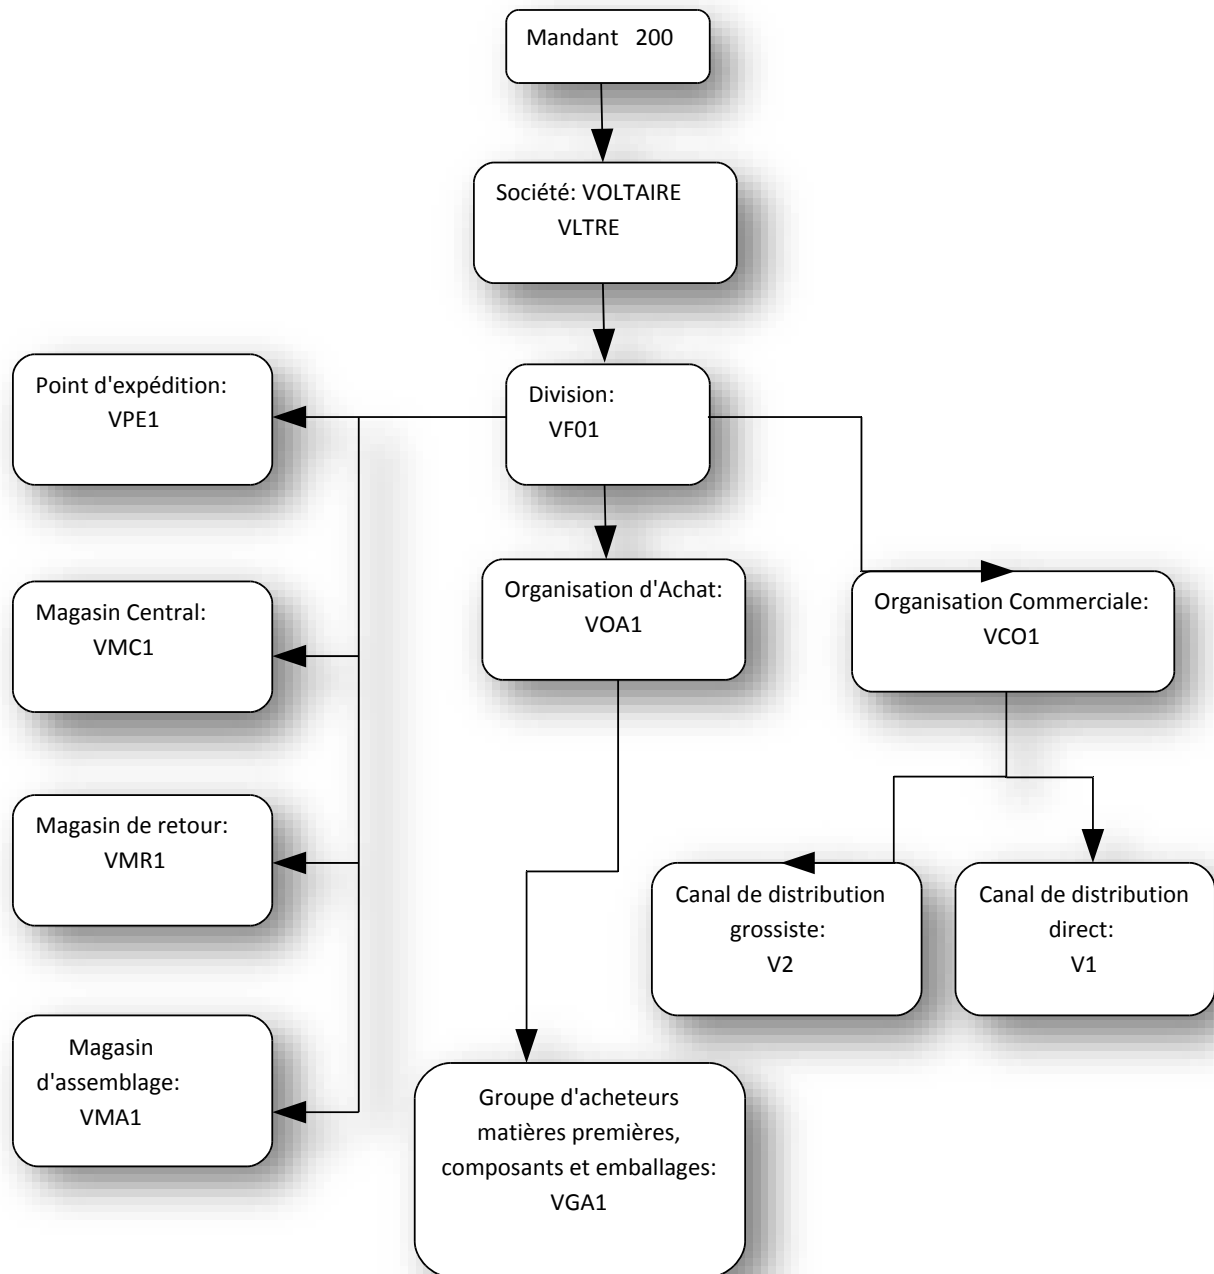 Mandant 200
Société: VOLTAIRE
VLTRE
Point d'expédition:
VPE1
Division:
VF01
Magasin Central:
VMC1
Organisation d'Achat:
VOA1
Organisation Commerciale:
VCO1
Magasin de retour:
VMR1
Canal de distribution
grossiste:
V2
Canal de distribution
direct:
V1
Magasin
d'assemblage:
VMA1
Groupe d'acheteurs
matières premières,
composants et emballages:
VGA1